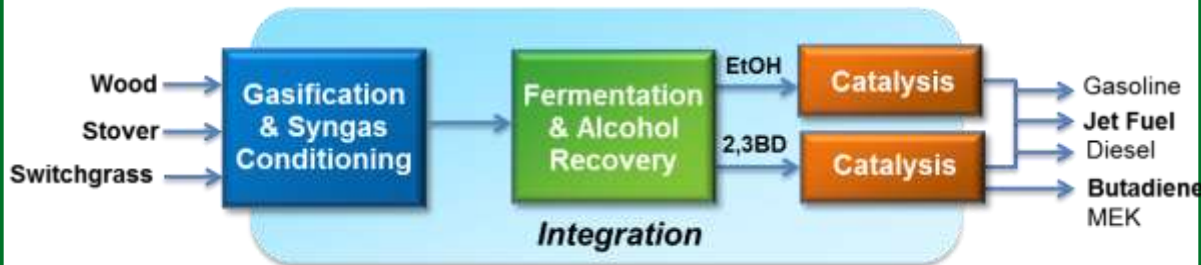 Wood
Stover
Switchgrass
Gasification
& Syngas
Conditioning
Fermentation
& Alcohol
Recovery
EtOH
2,3BD
Catalysis
Catalysis
Gasoline
Jet Fuel
Diesel
Butadiene
MEK
Integration